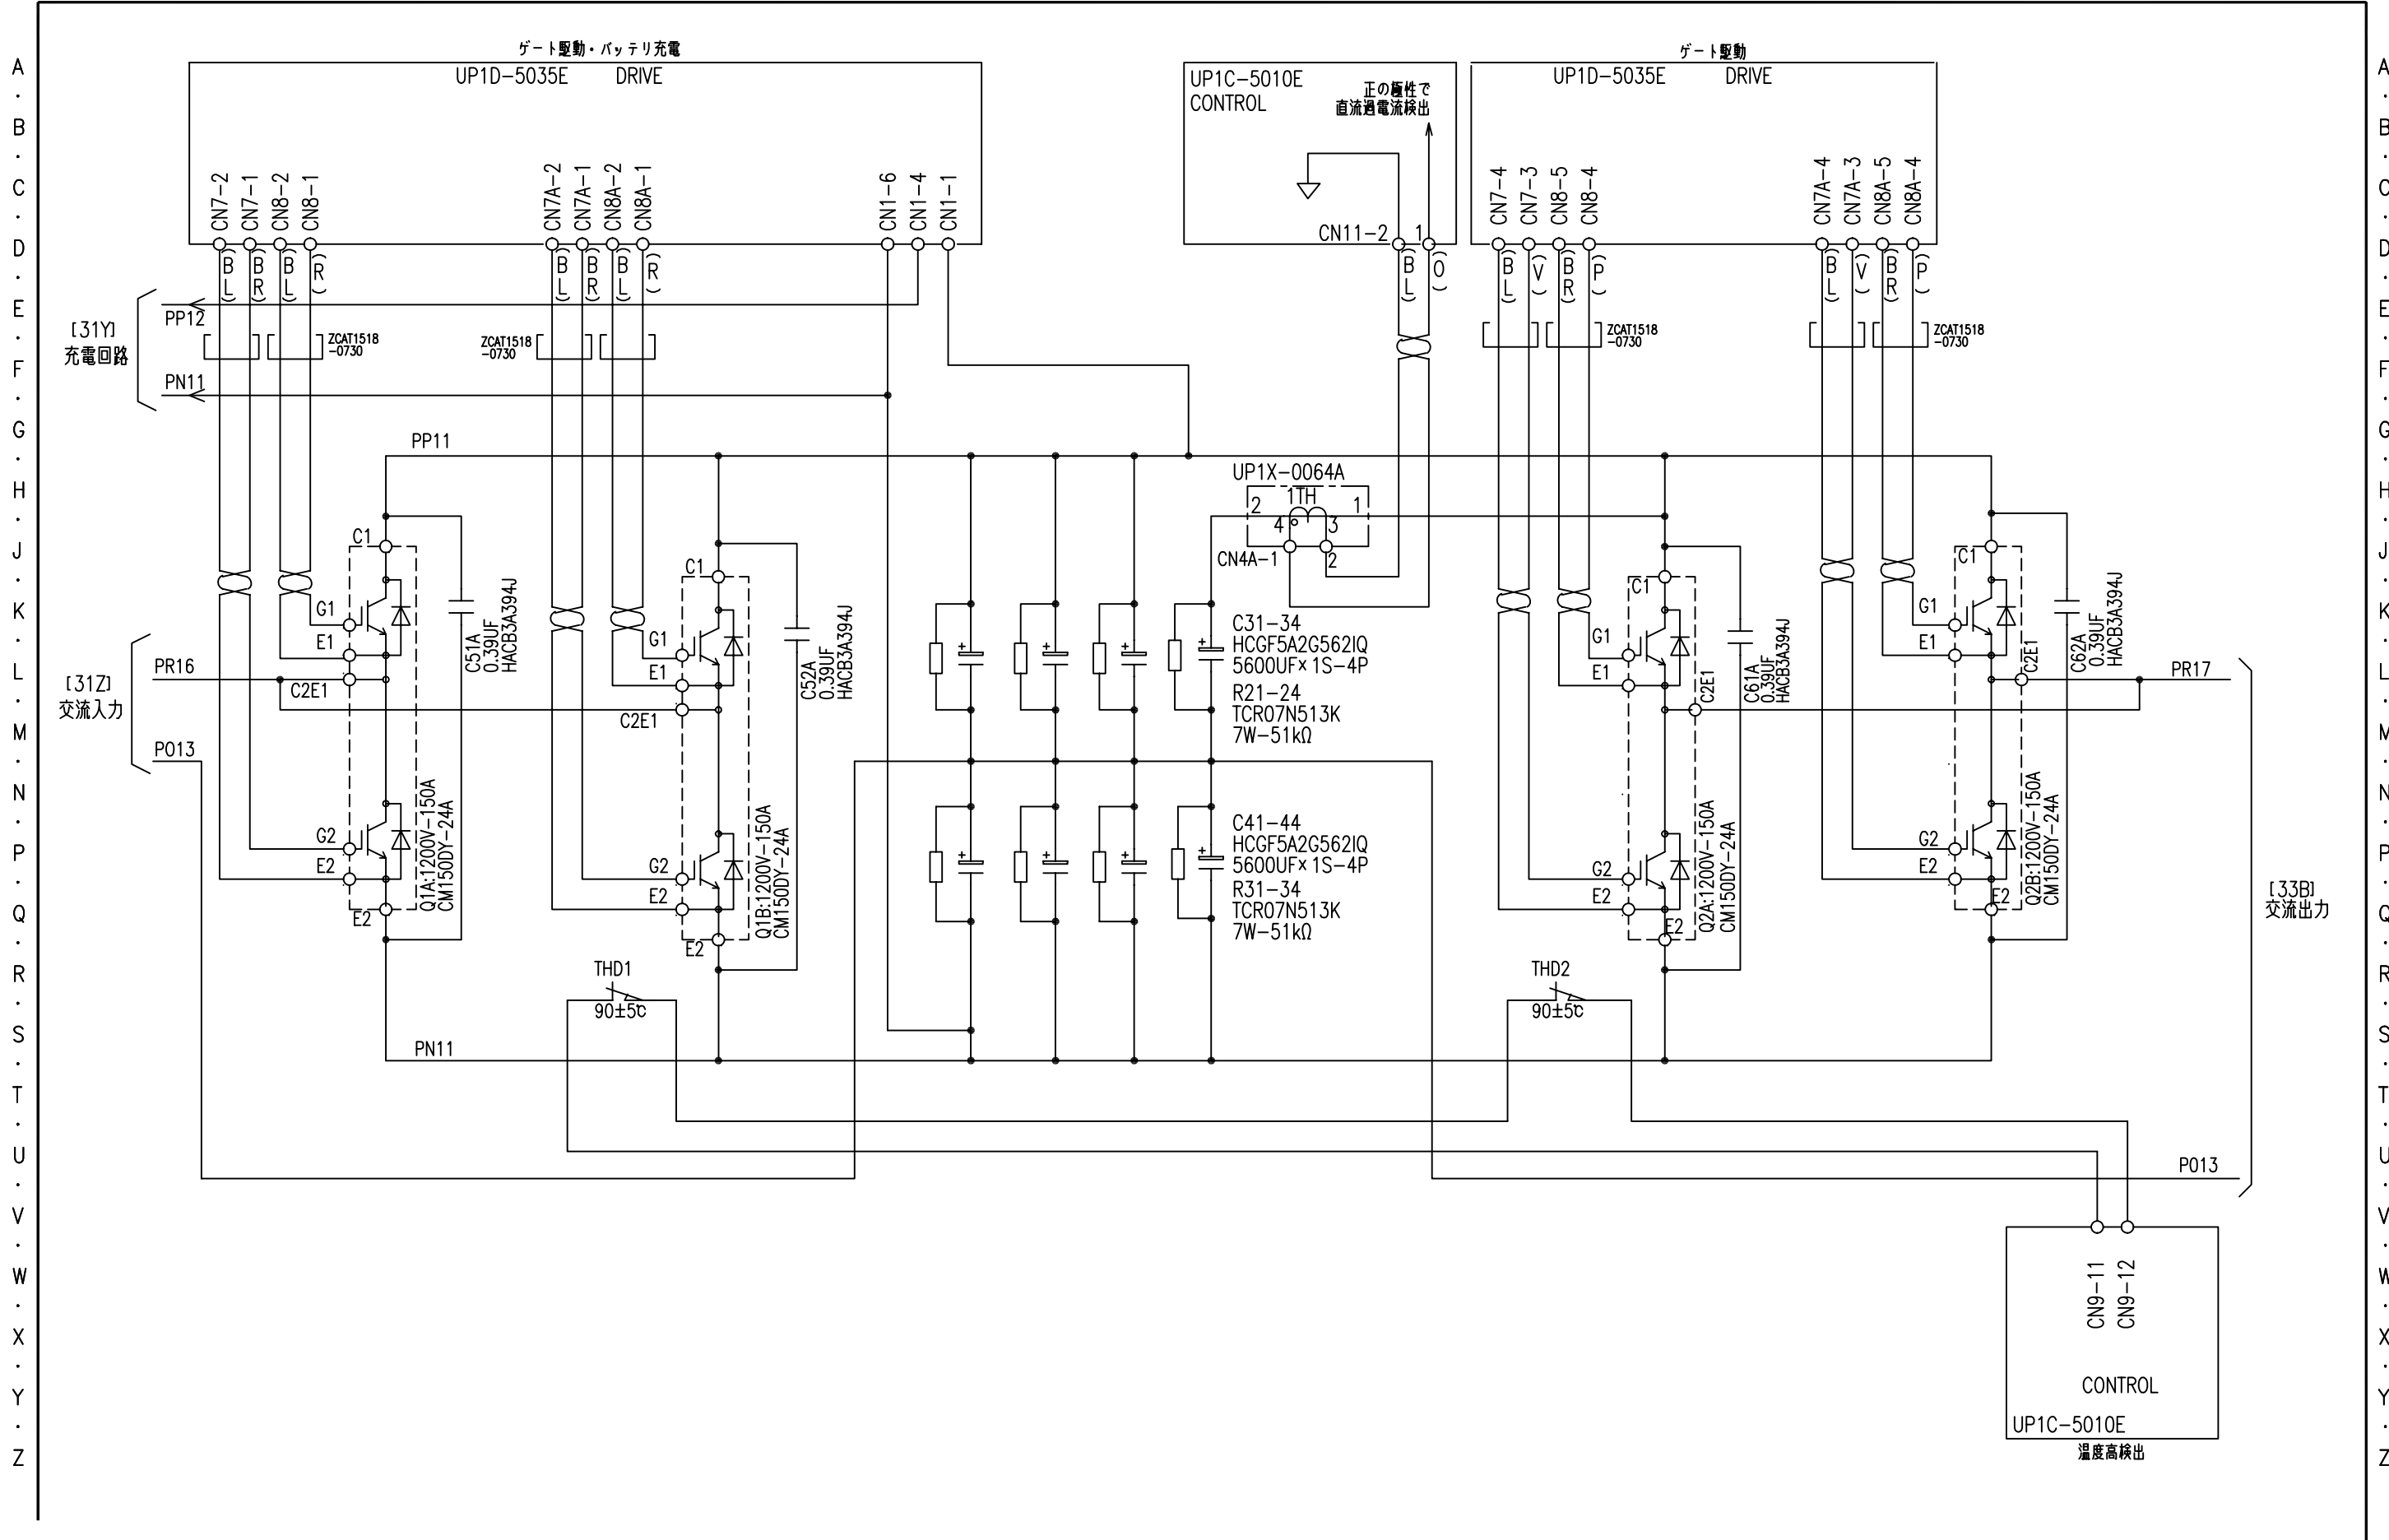 A
B
C
D
E
F
G
H
J
K
L
M
N
P
Q
R
S
T
U
V
W
X
Y
Z
ゲート駆動・バッテリ充電
UP1D-5035E DRIVE
CN7-2
CN7-1
CN8-2
CN8-1
CN7A-2
CN7A-1
CN8A-2
CN8A-1
CN1-6
CN1-4
CN1-1
(BL)
(BR)
(BL)
(R)
(BL)
(BR)
(BL)
(R)
UP1C-5010E
CONTROL
正の極性で
直流過電流検出
CN11-2
1
(BL)
(O)
ゲート駆動
UP1D-5035E DRIVE
CN7-4
CN7-3
CN8-5
CN8-4
CN7A-4
CN7A-3
CN8A-5
CN8A-4
(BL)
(V)
(BR)
(P)
(BL)
(V)
(BR)
(P)
[31Y]
充電回路
PP12
PN11
ZCAT1518
-0730
ZCAT1518
-0730
ZCAT1518
-0730
ZCAT1518
-0730
PP11
UP1X-0064A
2
1TH
1
4
3
CN4A-1
2
C1
G1
E1
C2E1
G2
E2
E2
C51A
0.39UF
HACB3A394J
Q1A:1200V-150A
CM150DY-24A
C1
G1
E1
C2E1
G2
E2
E2
C52A
0.39UF
HACB3A394J
Q1B:1200V-150A
CM150DY-24A
[31Z]
交流入力
PR16
PO13
C31-34
HCGF5A2G562IQ
5600UF×1S-4P
R21-24
TCR07N513K
7W-51kΩ
C41-44
HCGF5A2G562IQ
5600UF×1S-4P
R31-34
TCR07N513K
7W-51kΩ
C1
G1
E1
C2E1
G2
E2
E2
C61A
0.39UF
HACB3A394J
Q2A:1200V-150A
CM150DY-24A
C1
G1
E1
C2E1
G2
E2
E2
C62A
0.39UF
HACB3A394J
Q2B:1200V-150A
CM150DY-24A
PR17
[33B]
交流出力
THD1
90±5℃
THD2
90±5℃
PN11
PO13
CN9-11
CN9-12
CONTROL
UP1C-5010E
温度高検出
A
B
C
D
E
F
G
H
J
K
L
M
N
P
Q
R
S
T
U
V
W
X
Y
Z